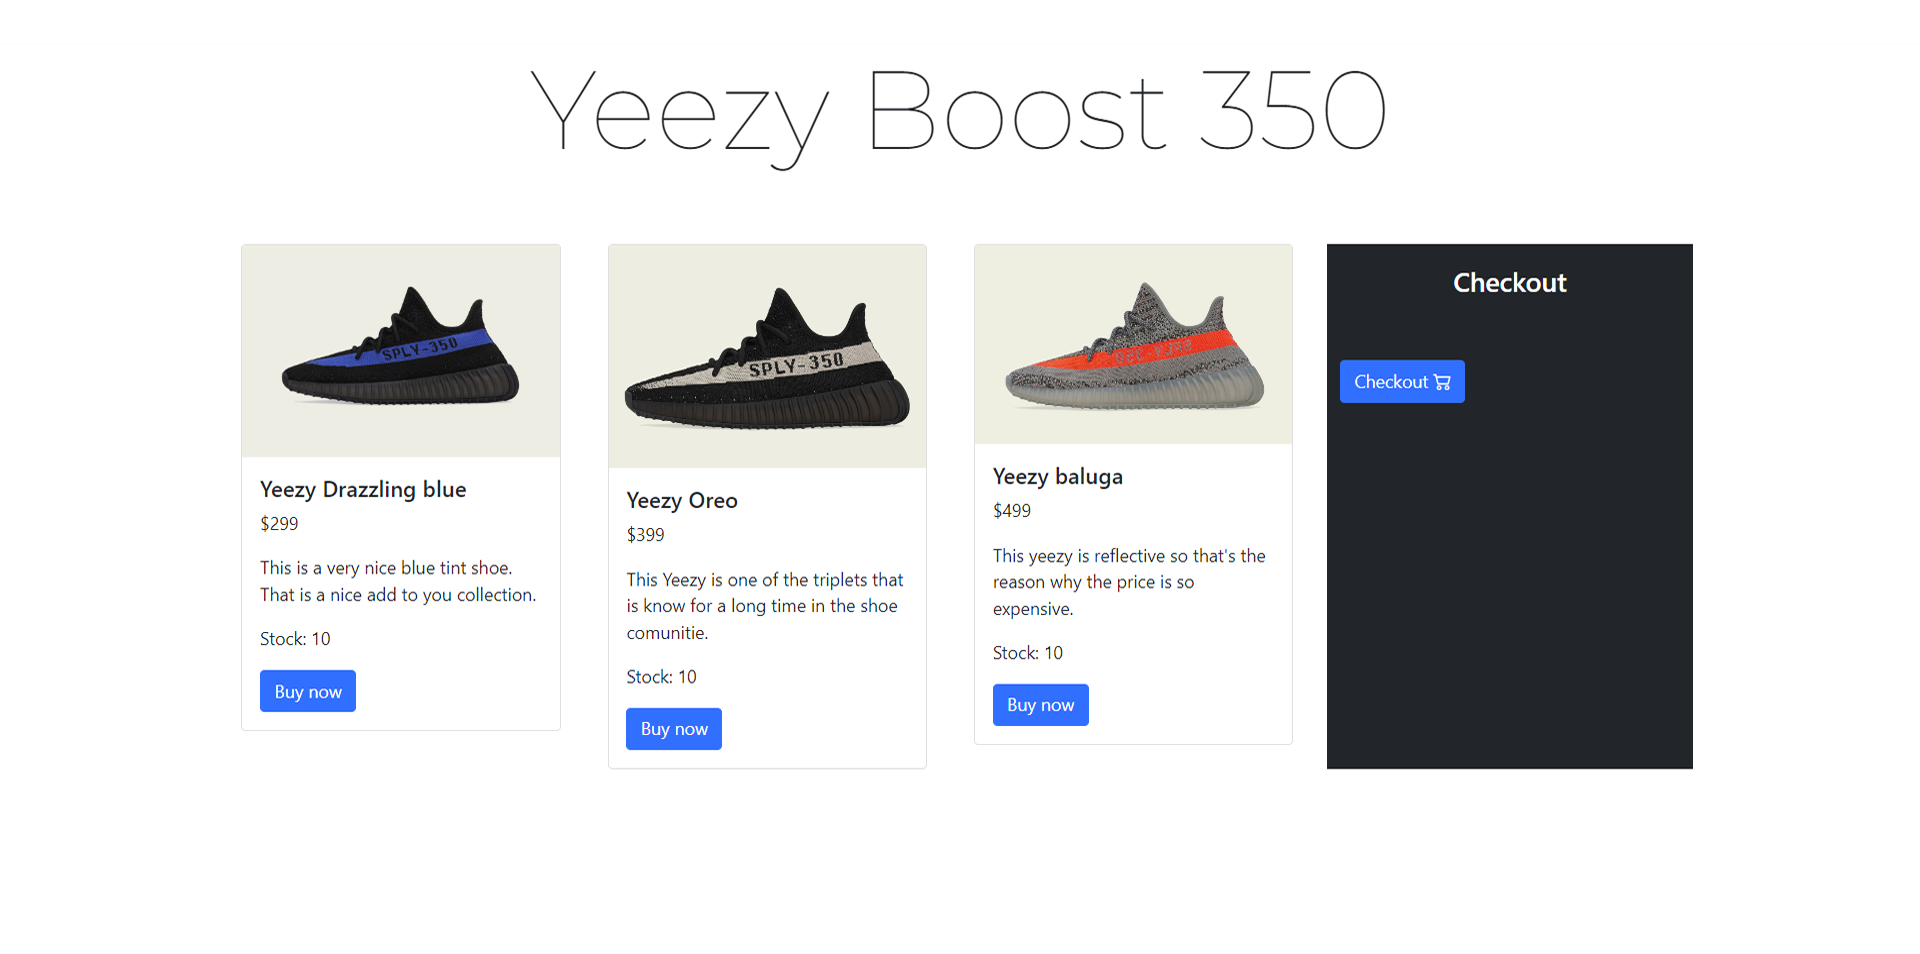 Yeezy Boost 350
SPLY-350
Yeezy Drazzling blue
$299
This is a very nice blue tint shoe.
That is a nice add to you collection.
Stock: 10
Buy now
SPLY-350
Yeezy Oreo
$399
This Yeezy is one of the triplets that
is know for a long time in the shoe
comunitie.
Stock: 10
Buy now
SPLY-350
Yeezy baluga
$499
This yeezy is reflective so that's the
reason why the price is so
expensive.
Stock: 10
Buy now
Checkout
Checkout